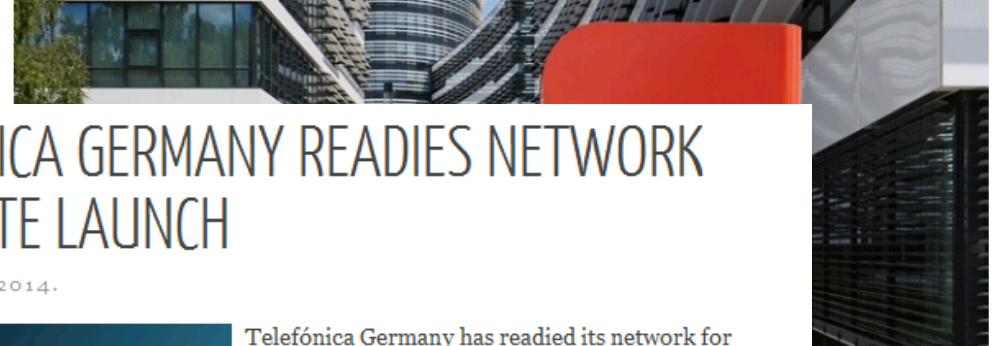 ICA GERMANY READIES NETWORK
TE LAUNCH
2014.
Telefónica Germany has readied its network for